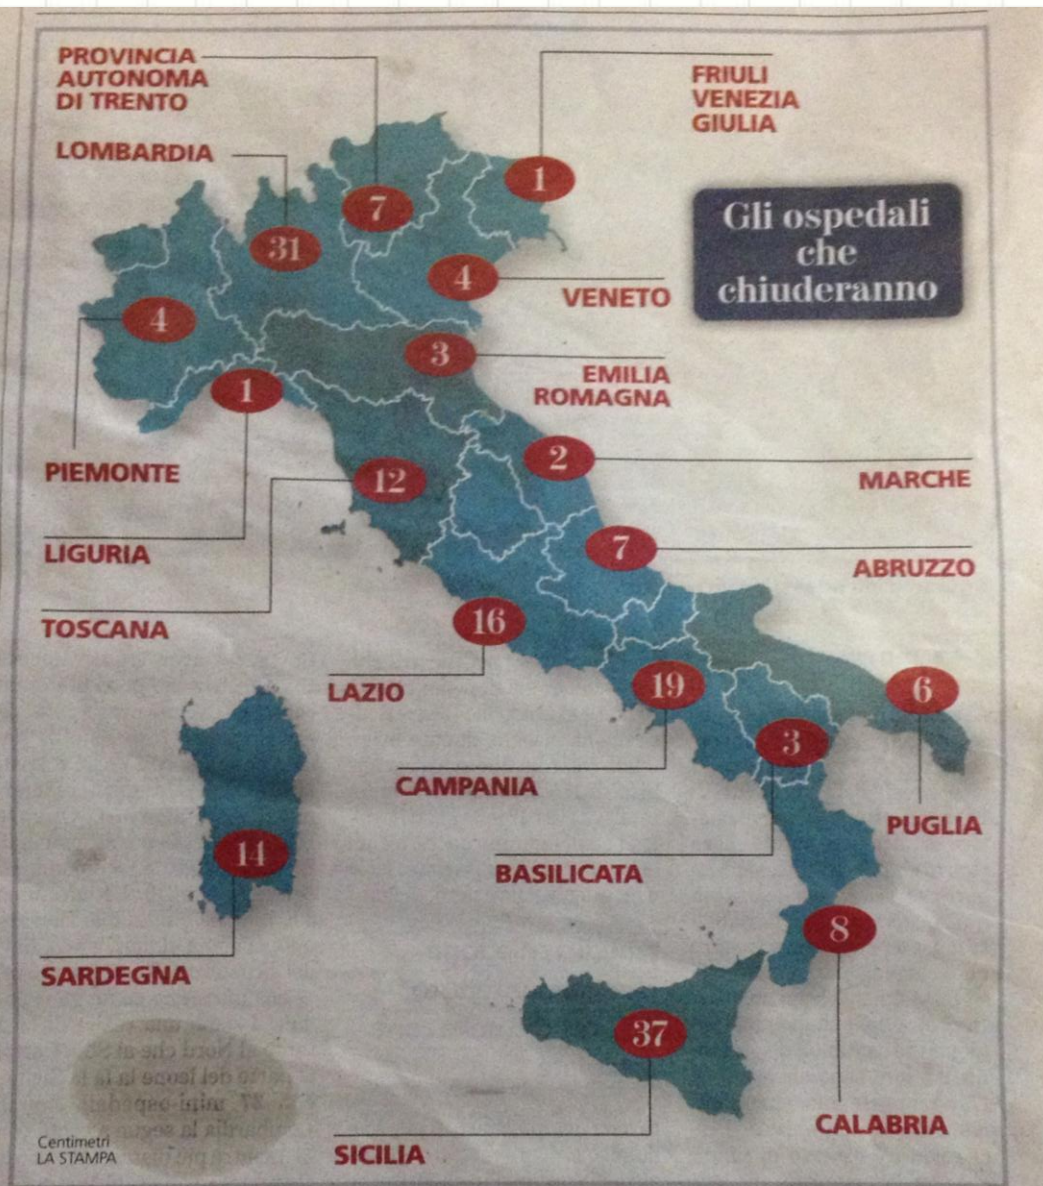 PROVINCIA
AUTONOMA
DI TRENTO
FRIULI
VENEZIA
GIULIA
LOMBARDIA
1
7
Gli ospedali
che
chiuderanno
31
4
VENETO
4
3
EMILIA
ROMAGNA
1
PIEMONTE
2
MARCHE
12
LIGURIA
7
ABRUZZO
TOSCANA
16
LAZIO
19
6
3
CAMPANIA
PUGLIA
14
BASILICATA
8
SARDEGNA
37
CALABRIA
Centimetri
LA STAMPA
SICILIA